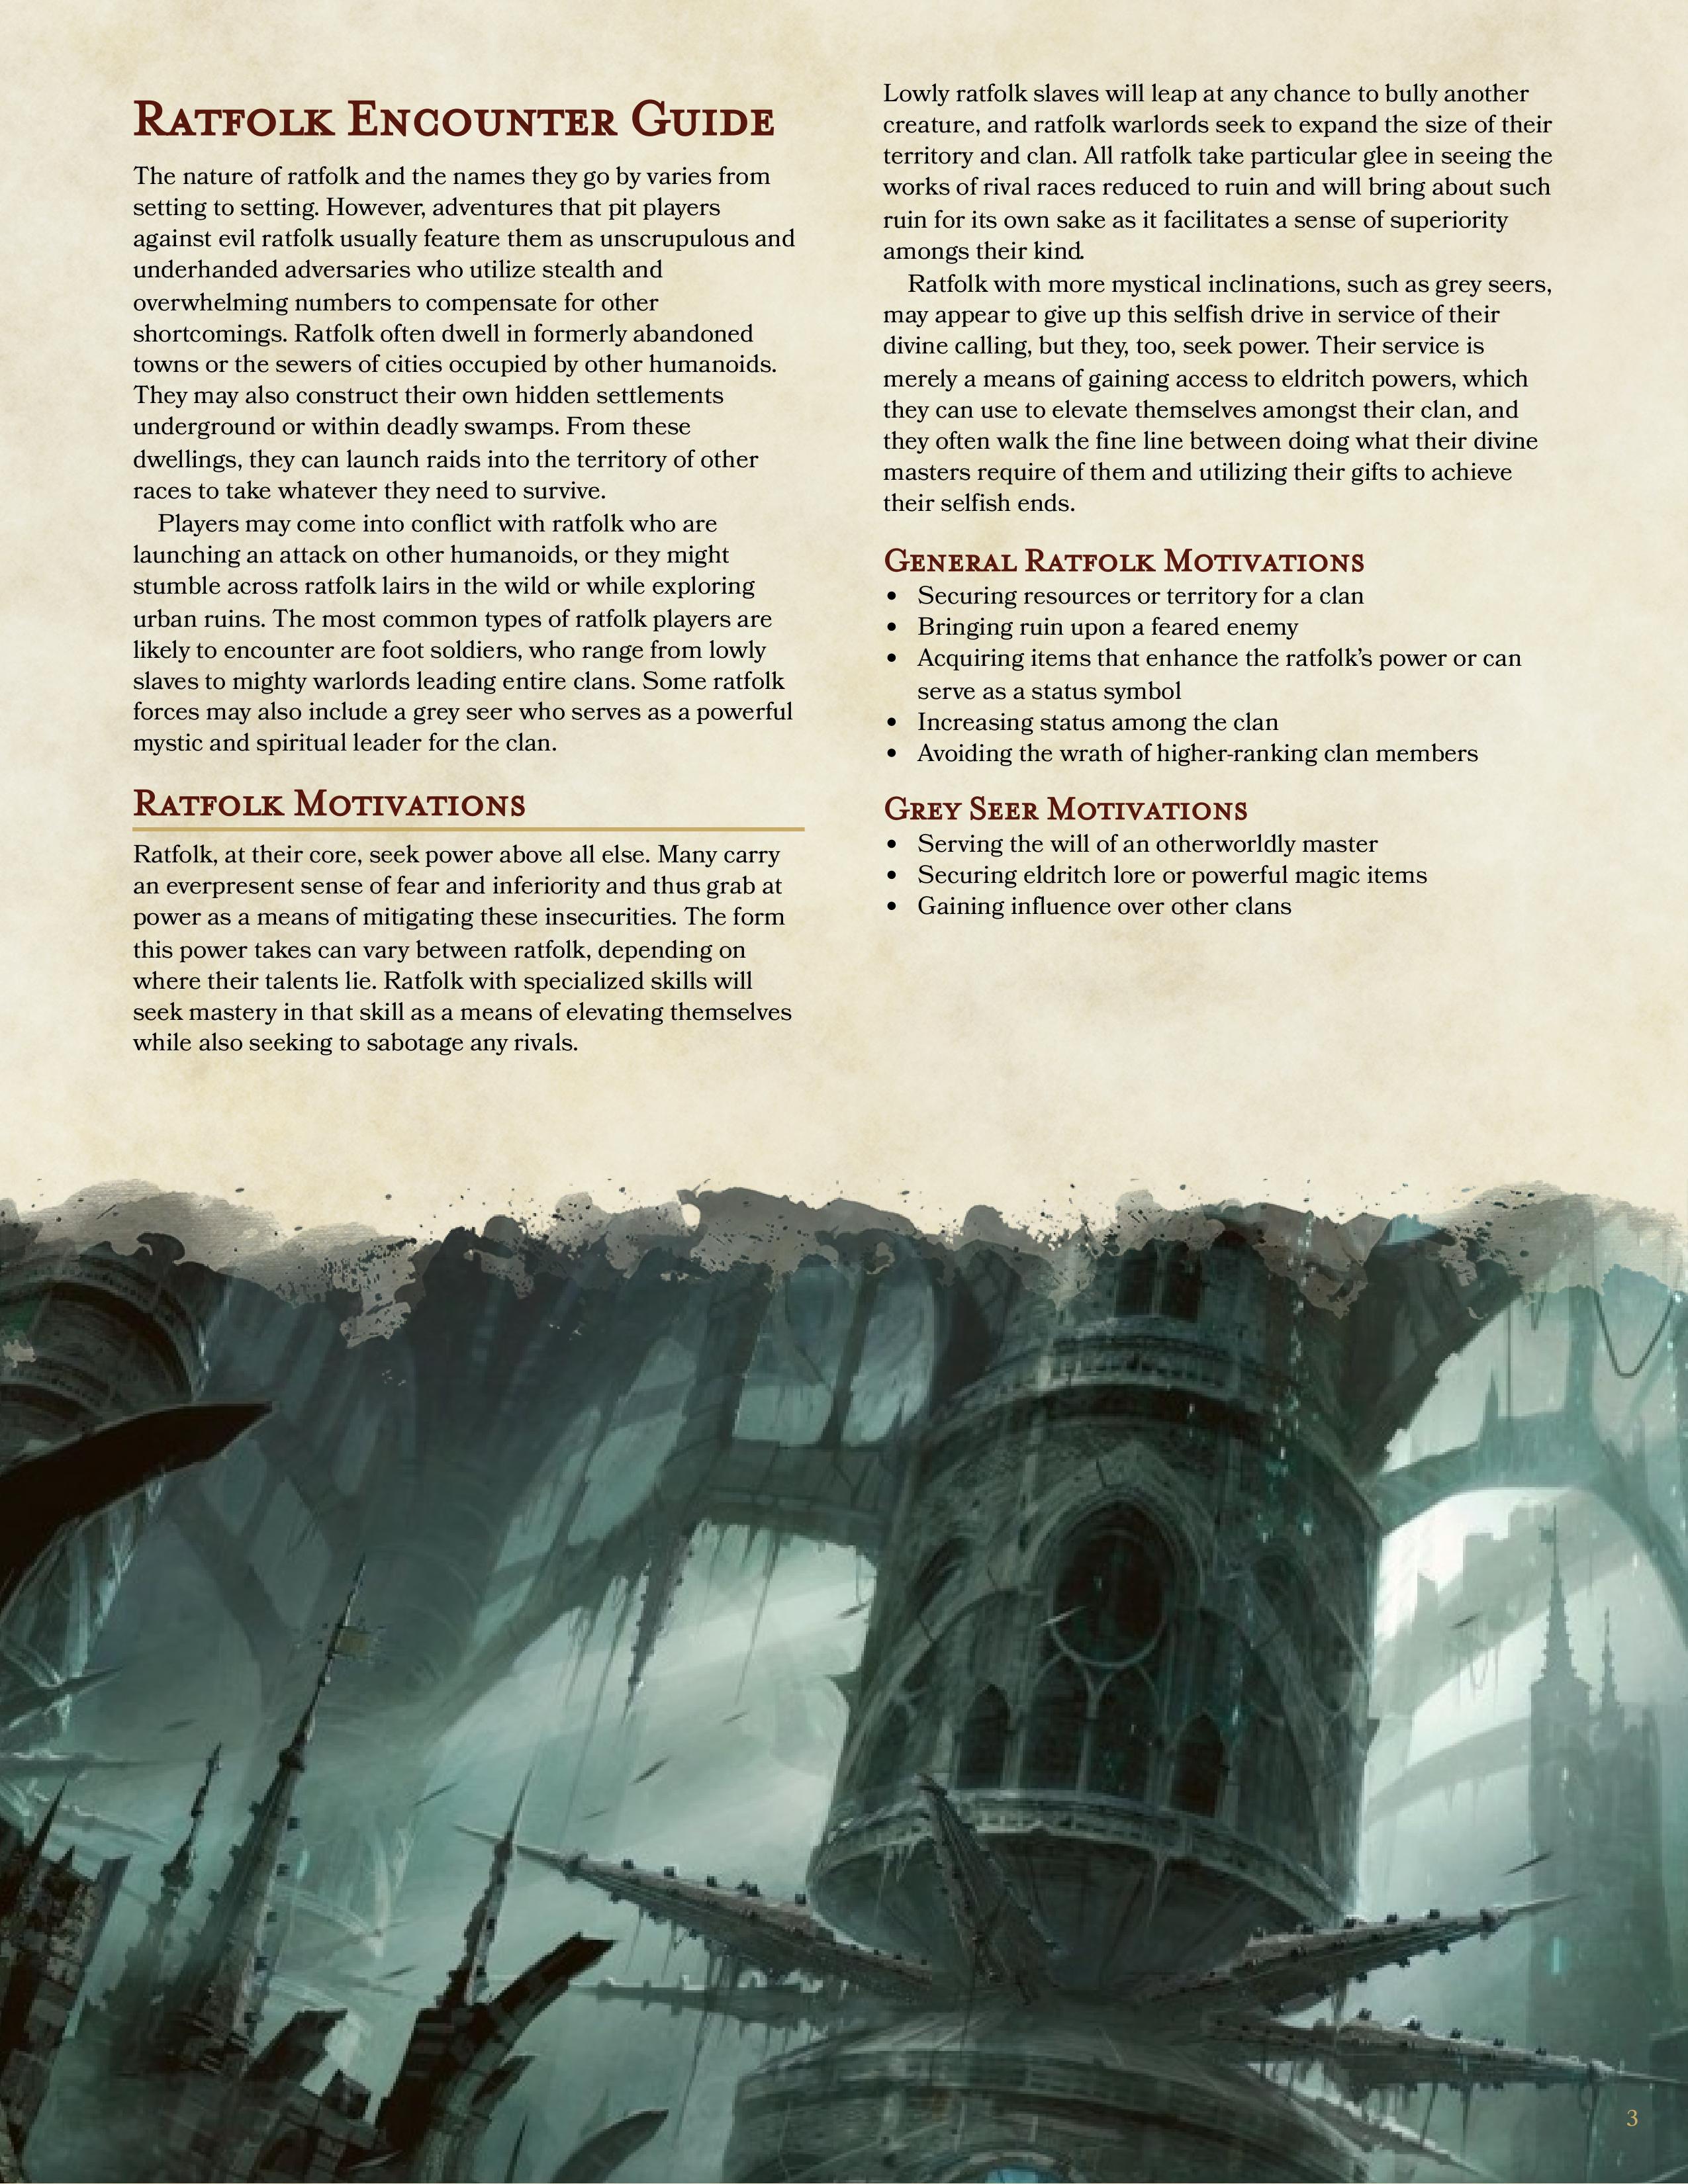 Ratfolk Encounter Guide
The nature of ratfolk and the names they go by varies from
setting to setting. However, adventures that pit players
against evil ratfolk usually feature them as unscrupulous and
underhanded adversaries who utilize stealth and
overwhelming numbers to compensate for other
shortcomings. Ratfolk often dwell in formerly abandoned
towns or the sewers of cities occupied by other humanoids.
They may also construct their own hidden settlements
underground or within deadly swamps. From these
dwellings, they can launch raids into the territory of other
races to take whatever they need to survive.
Players may come into conflict with ratfolk who are
launching an attack on other humanoids, or they might
stumble across ratfolk lairs in the wild or while exploring
urban ruins. The most common types of ratfolk players are
likely to encounter are foot soldiers, who range from lowly
slaves to mighty warlords leading entire clans. Some ratfolk
forces may also include a grey seer who serves as a powerful
mystic and spiritual leader for the clan.
Ratfolk Motivations
Ratfolk, at their core, seek power above all else. Many carry
an everpresent sense of fear and inferiority and thus grab at
power as a means of mitigating these insecurities. The form
this power takes can vary between ratfolk, depending on
where their talents lie. Ratfolk with specialized skills will
seek mastery in that skill as a means of elevating themselves
while also seeking to sabotage any rivals.
Lowly ratfolk slaves will leap at any chance to bully another
creature, and ratfolk warlords seek to expand the size of their
territory and clan. All ratfolk take particular glee in seeing the
works of rival races reduced to ruin and will bring about such
ruin for its own sake as it facilitates a sense of superiority
amongs their kind.
Ratfolk with more mystical inclinations, such as grey seers,
may appear to give up this selfish drive in service of their
divine calling, but they, too, seek power. Their service is
merely a means of gaining access to eldritch powers, which
they can use to elevate themselves amongst their clan, and
they often walk the fine line between doing what their divine
masters require of them and utilizing their gifts to achieve
their selfish ends.
General Ratfolk Motivations
• Securing resources or territory for a clan
• Bringing ruin upon a feared enemy
• Acquiring items that enhance the ratfolk’s power or can
serve as a status symbol
• Increasing status among the clan
• Avoiding the wrath of higher-ranking clan members
Grey Seer Motivations
• Serving the will of an otherworldly master
• Securing eldritch lore or powerful magic items
• Gaining influence over other clans
3